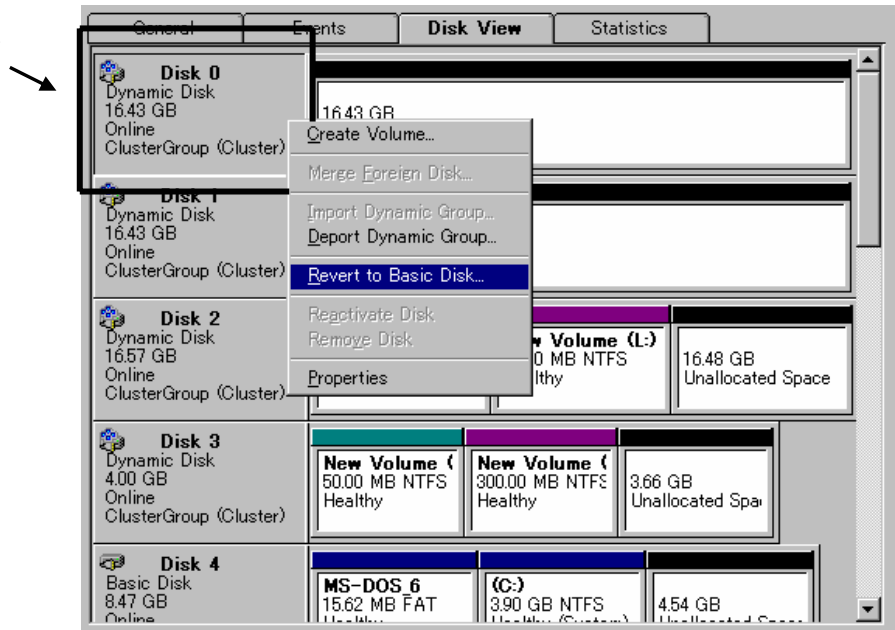 General Events Disk View Statistics
Disk 0
Dynamic Disk
16.43 GB
Online
ClusterGroup (Cluster)
16.43 GB
Create Volume...
Merge Foreign Disk...
Import Dynamic Group...
Deport Dynamic Group...
Revert to Basic Disk...
Reactivate Disk
Remove Disk
Properties
Disk 1
Dynamic Disk
16.43 GB
Online
ClusterGroup (Cluster)
Disk 2
Dynamic Disk
16.57 GB
Online
ClusterGroup (Cluster)
Volume (L:)
0 MB NTFS
lthy
16.48 GB
Unallocated Space
Disk 3
Dynamic Disk
4.00 GB
Online
ClusterGroup (Cluster)
New Volume (
50.00 MB NTFS
Healthy
New Volume (
300.00 MB NTFS
Healthy
3.66 GB
Unallocated Spa
Disk 4
Basic Disk
8.47 GB
Online
MS-DOS_6
15.62 MB FAT
(C:)
3.90 GB NTFS
4.54 GB